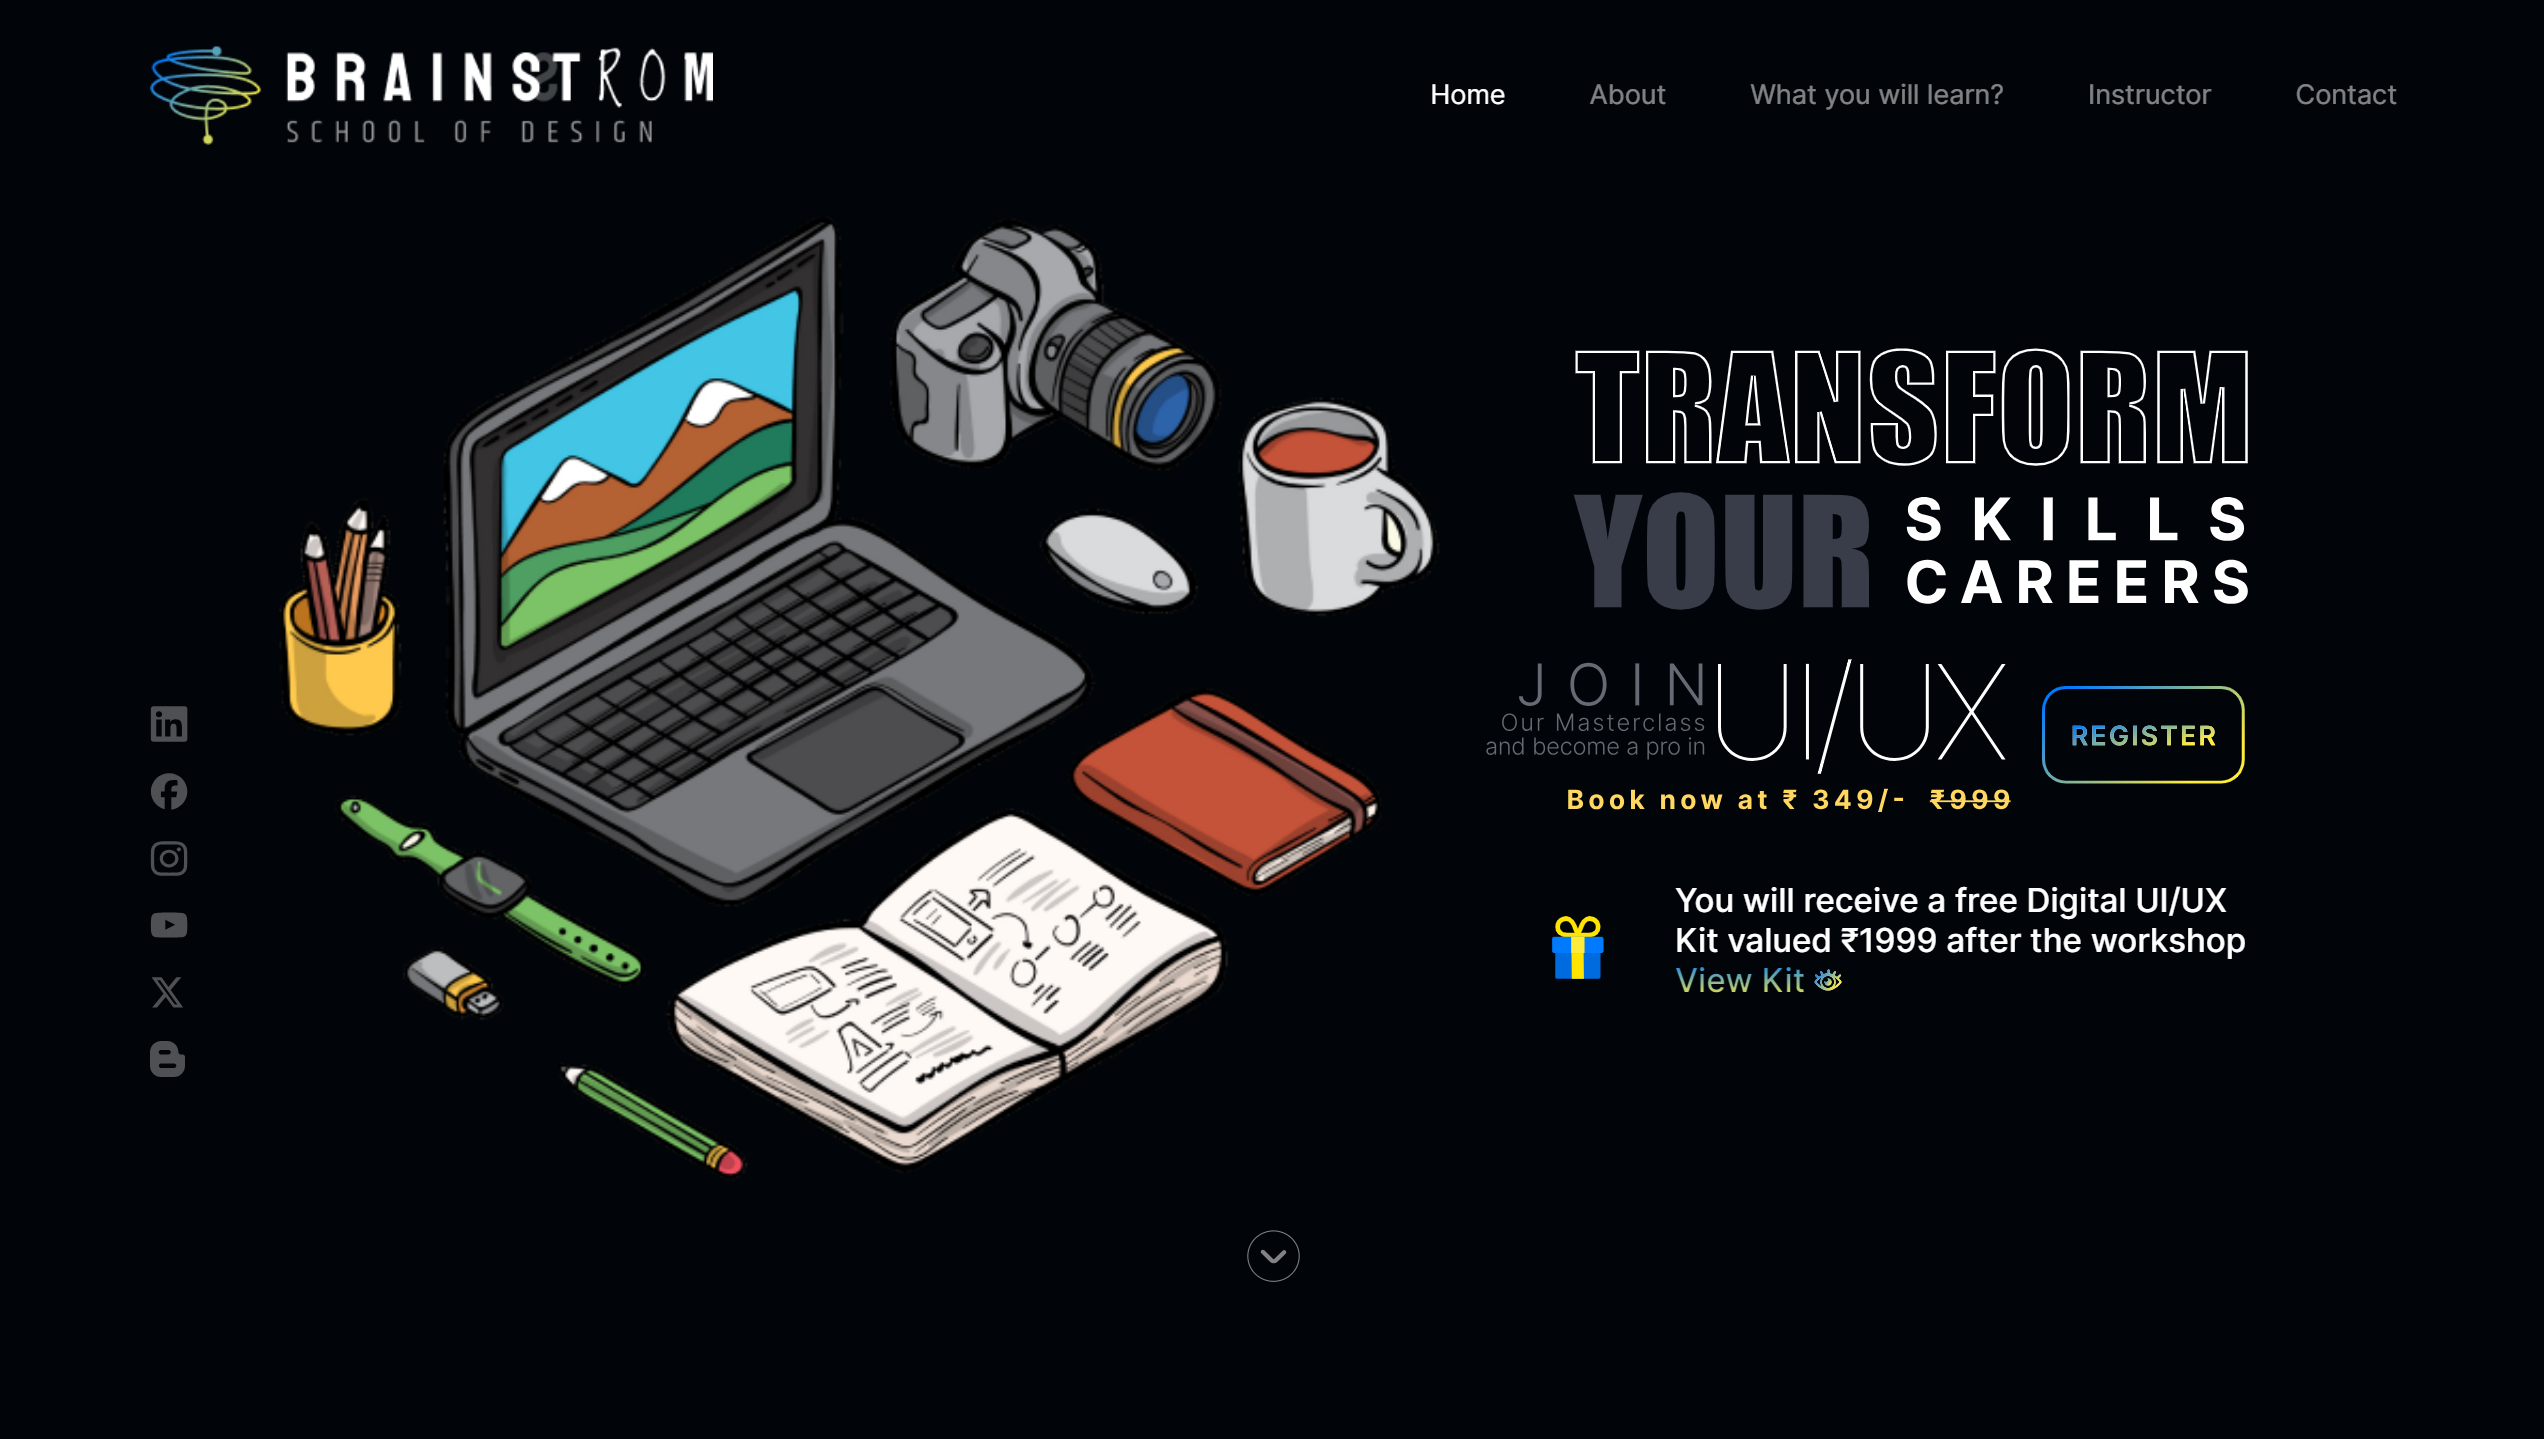 BRAINSTROM
SCHOOL OF DESIGN
Home
About
What you will learn?
Instructor
Contact
TRANSFORM
YOUR
SKILLS
CAREERS
JOIN
Our Masterclass
and become a pro in
UI/UX
REGISTER
Book now at ₹ 349/- ₹999
You will receive a free Digital UI/UX
Kit valued ₹1999 after the workshop
View Kit